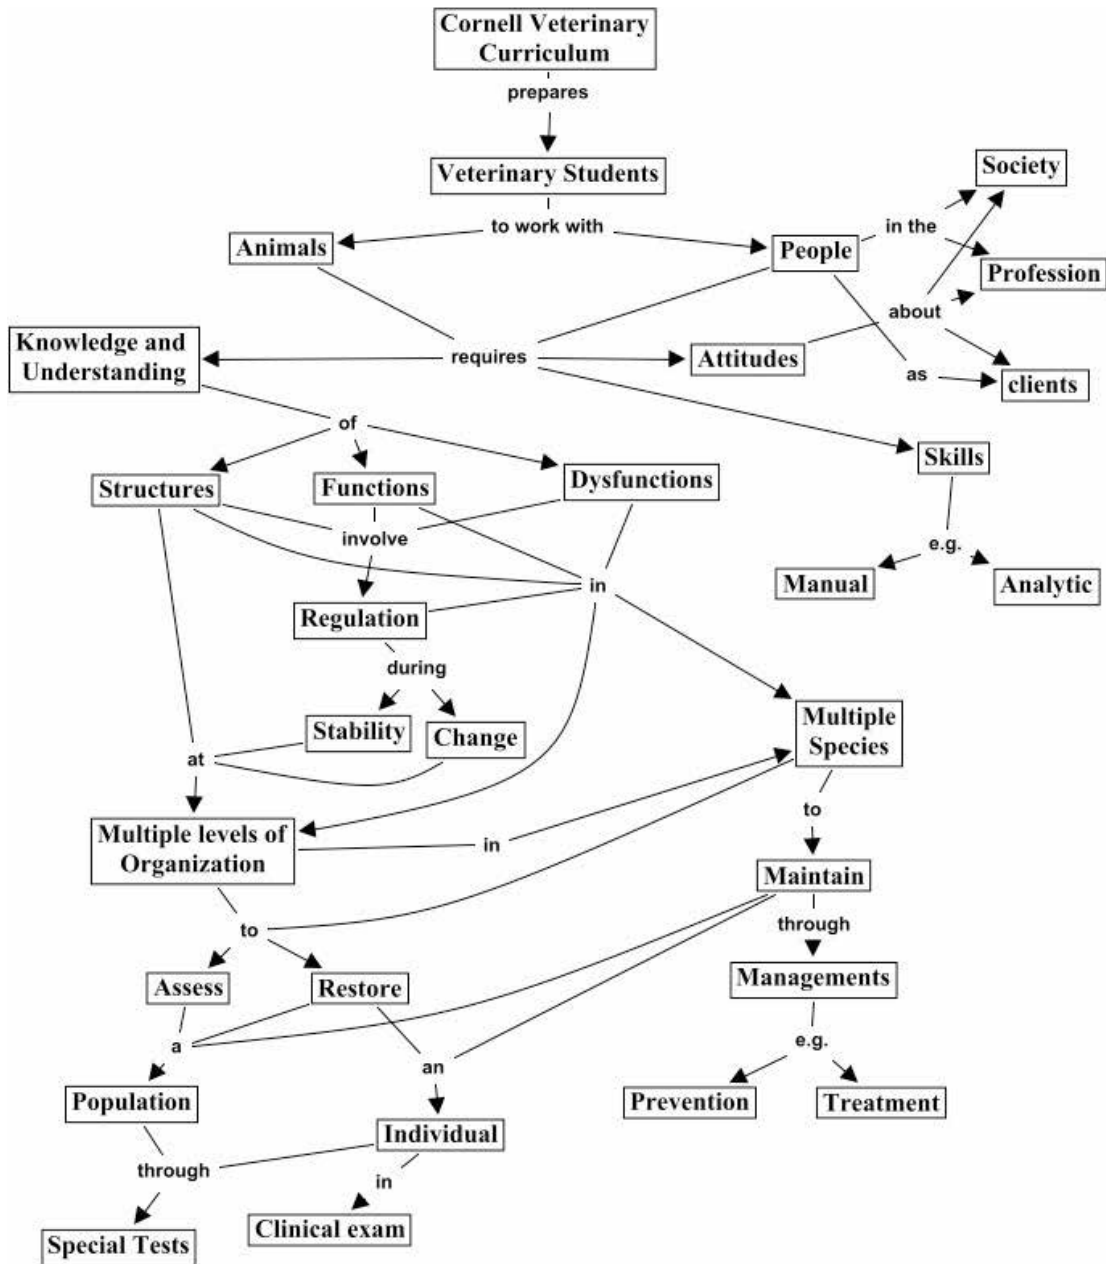 Cornell Veterinary
Curriculum
prepares
Veterinary Students
to work with
Animals
People
in the
Society
Profession
about
Knowledge and
Understanding
requires
Attitudes
as
clients
of
Skills
Structures
Functions
Dysfunctions
involve
e.g.
in
Manual
Analytic
Regulation
during
Stability
Change
Multiple
Species
at
to
Multiple levels of
Organization
in
Maintain
through
to
Assess
Restore
Managements
a
an
e.g.
Population
Prevention
Treatment
Individual
through
in
Special Tests
Clinical exam